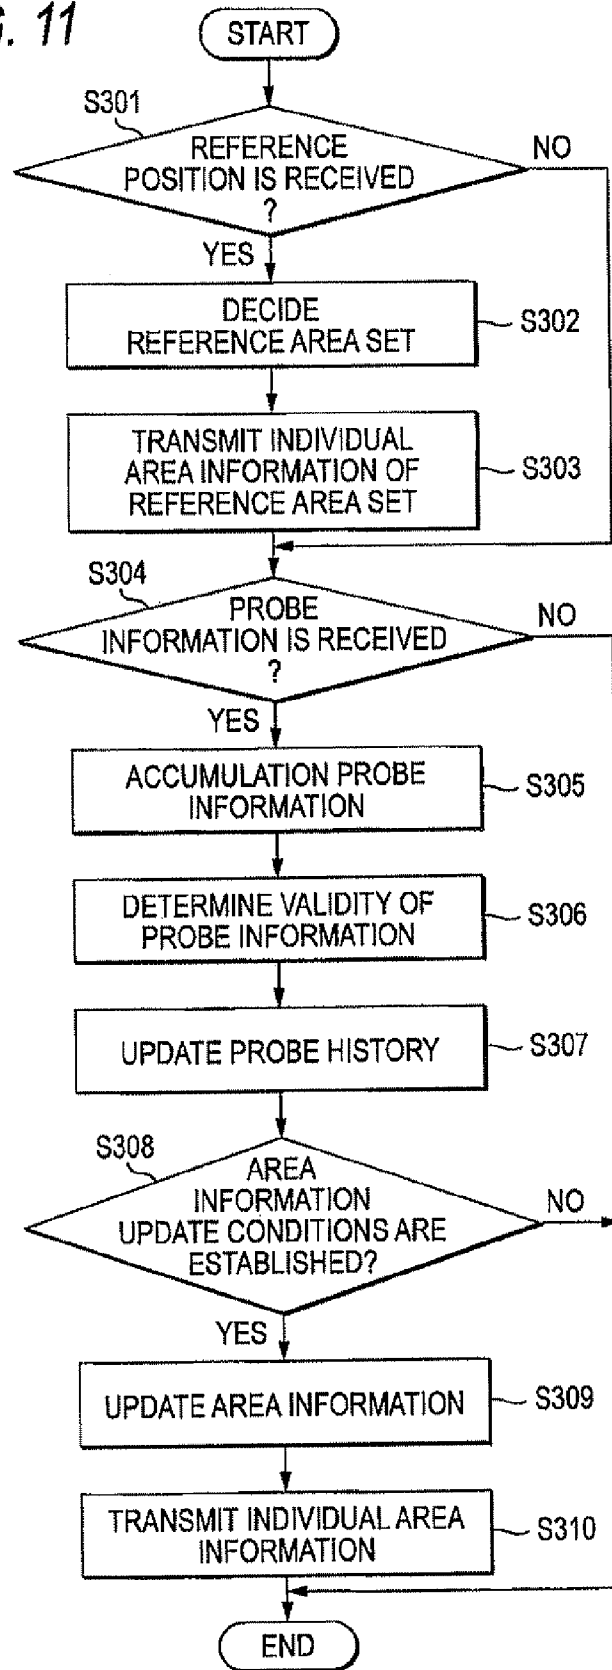 G. 11
START
S301
REFERENCE
POSITION IS RECEIVED
?
NO
YES
DECIDE
REFERENCE AREA SET
S302
TRANSMIT INDIVIDUAL
AREA INFORMATION OF
REFERENCE AREA SET
S303
S304
PROBE
INFORMATION IS RECEIVED
?
NO
YES
ACCUMULATION PROBE
INFORMATION
S305
DETERMINE VALIDITY OF
PROBE INFORMATION
S306
UPDATE PROBE HISTORY
S307
S308
AREA
INFORMATION
UPDATE CONDITIONS ARE
ESTABLISHED?
NO
YES
UPDATE AREA INFORMATION
S309
TRANSMIT INDIVIDUAL AREA
INFORMATION
S310
END